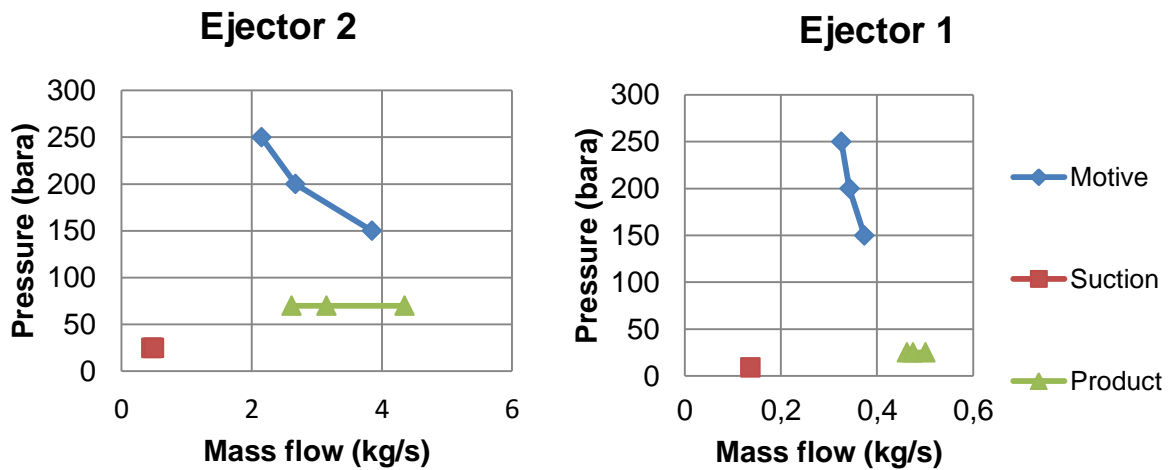 Ejector 2
Pressure (bara)
300
250
200
150
100
50
0
0 2 4 6
Mass flow (kg/s)
Ejector 1
Pressure (bara)
300
250
200
150
100
50
0
0 0,2 0,4 0,6
Mass flow (kg/s)
Motive
Suction
Product